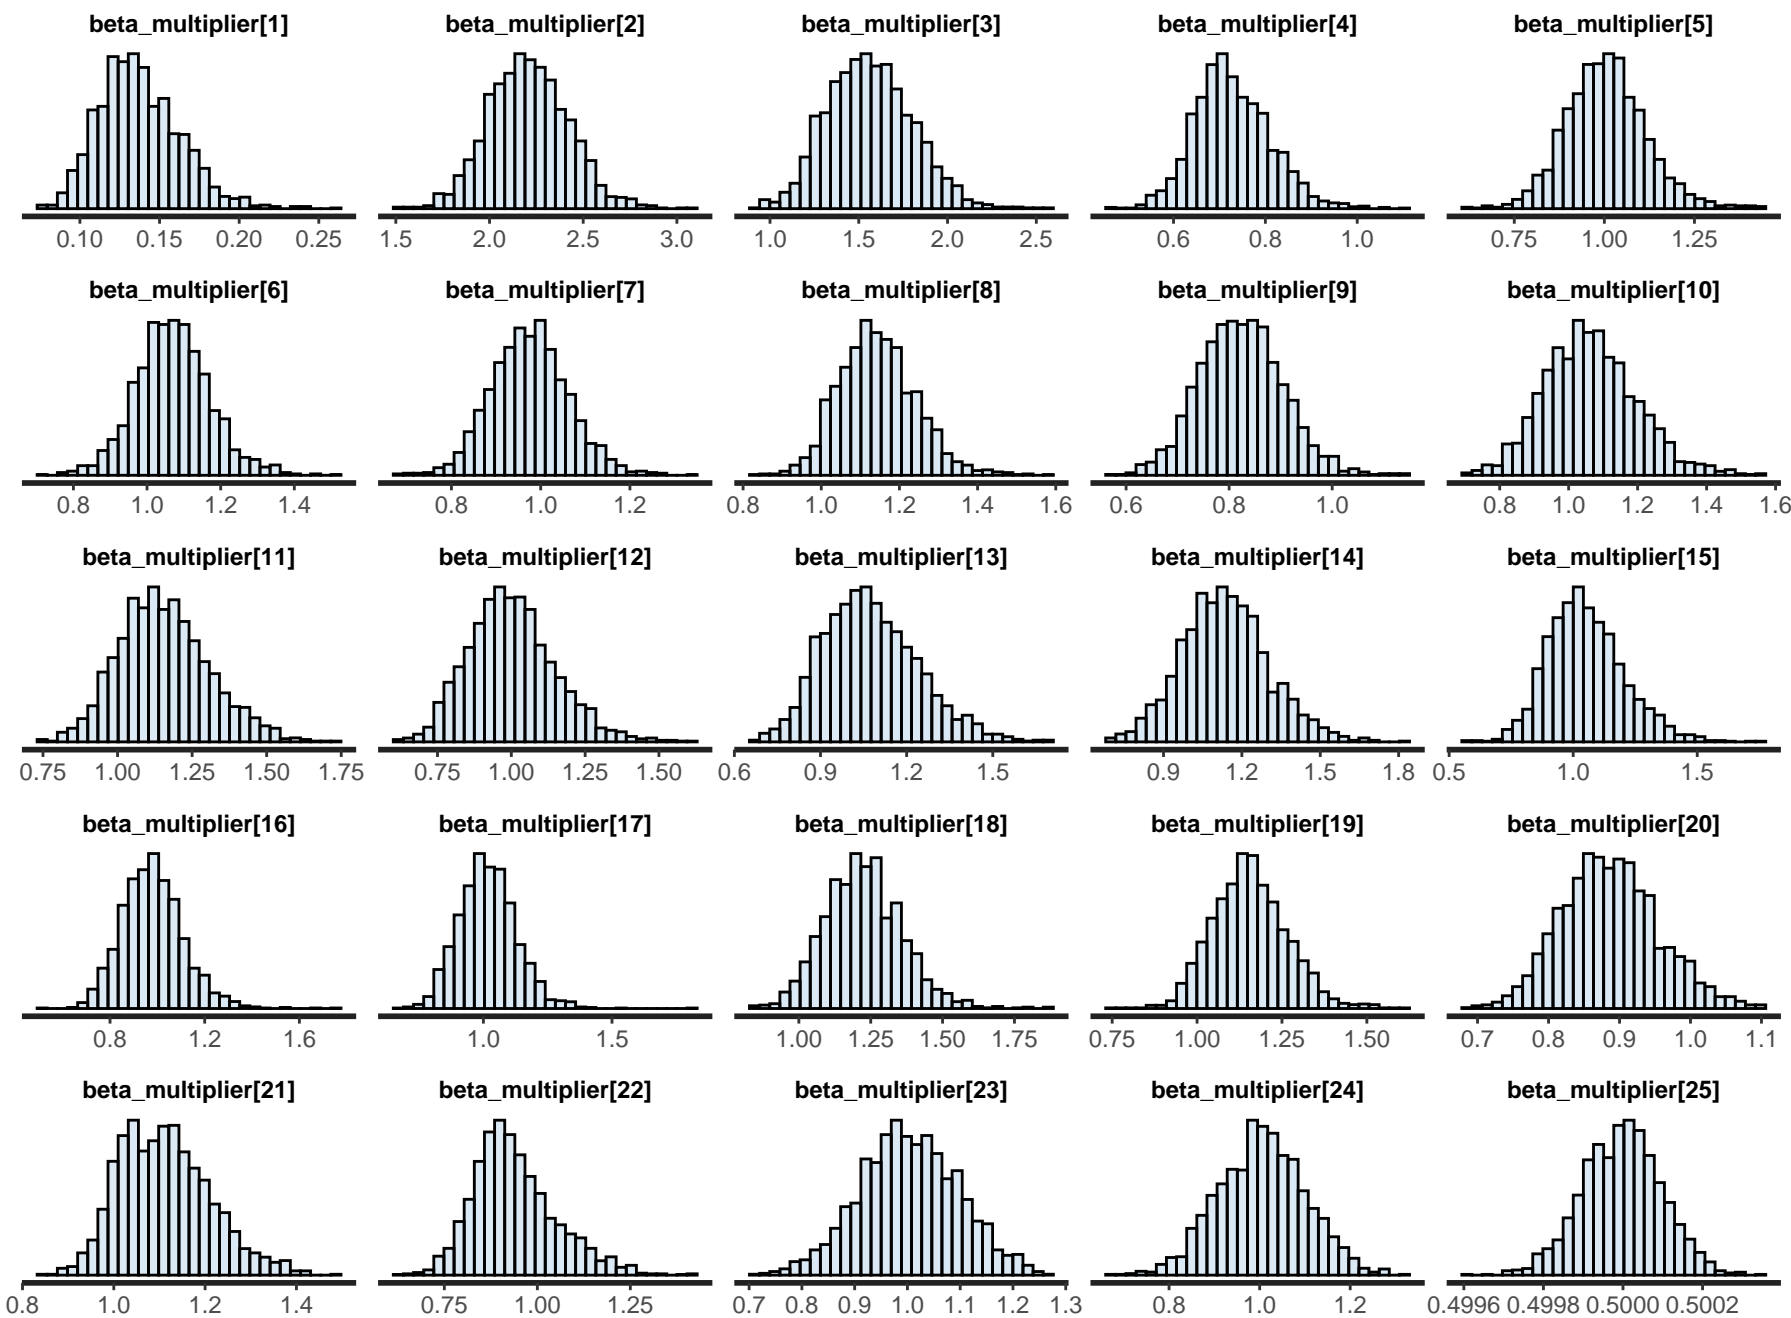 beta_multiplier[1] beta_multiplier[2] beta_multiplier[3] beta_multiplier[4] beta_multiplier[5]
0.10 0.15 0.20 0.25 1.5 2.0 2.5 3.0 1.0 1.5 2.0 2.5 0.6 0.8 1.0 0.75 1.00 1.25
beta_multiplier[6] beta_multiplier[7] beta_multiplier[8] beta_multiplier[9] beta_multiplier[10]
0.8 1.0 1.2 1.4 0.8 1.0 1.2 0.8 1.0 1.2 1.4 1.6 0.6 0.8 1.0 0.8 1.0 1.2 1.4 1.6
beta_multiplier[11] beta_multiplier[12] beta_multiplier[13] beta_multiplier[14] beta_multiplier[15]
0.75 1.00 1.25 1.50 1.75 0.75 1.00 1.25 1.50 0.6 0.9 1.2 1.5 0.9 1.2 1.5 1.8 0.5 1.0 1.5
beta_multiplier[16] beta_multiplier[17] beta_multiplier[18] beta_multiplier[19] beta_multiplier[20]
0.8 1.2 1.6 1.0 1.5 1.00 1.25 1.50 1.75 0.75 1.00 1.25 1.50 0.7 0.8 0.9 1.0 1.1
beta_multiplier[21] beta_multiplier[22] beta_multiplier[23] beta_multiplier[24] beta_multiplier[25]
0.8 1.0 1.2 1.4 0.75 1.00 1.25 0.7 0.8 0.9 1.0 1.1 1.2 1.3 0.8 1.0 1.2 0.4996 0.4998 0.5000 0.5002